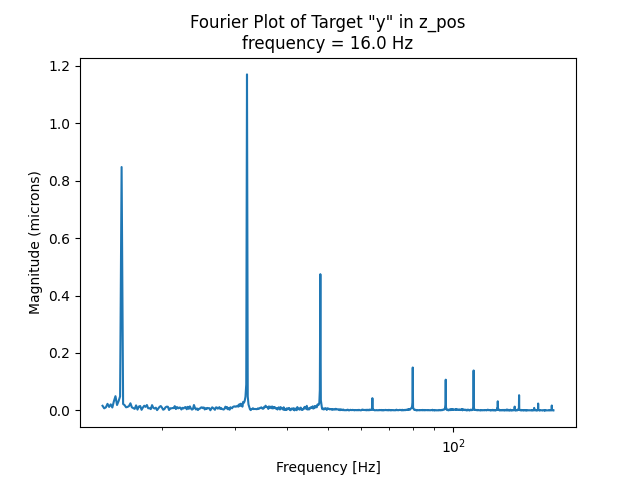 Fourier Plot of Target "y" in z_pos
frequency = 16.0 Hz
1.2
1.0
0.8
0.6
0.4
0.2
0.0
Magnitude (microns)
10²
Frequency [Hz]